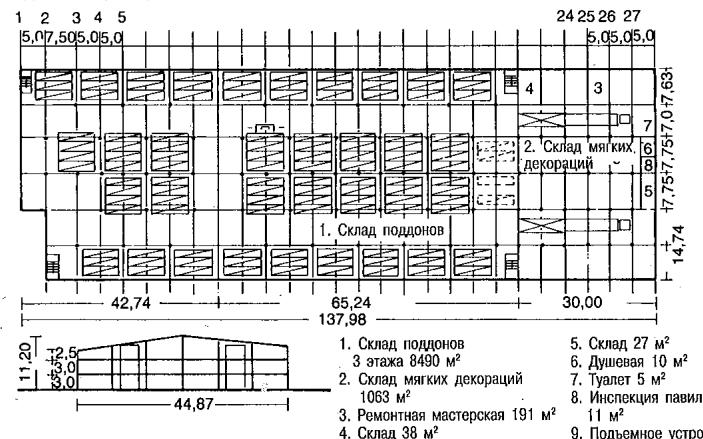 1 2 3 4 5 24 25 26 27
5,0 7,50 5,0 5,0 5,0 5,0 5,0
4 3
7,63
7,0
7,75
7,75
14,74
7
2. Склад мягких
декораций
6
8
5
1. Склад поддонов
42,74 65,24 30,00
137,98
11,20
2,5
3,0
3,0
44,87
1. Склад поддонов
3 этажа 8490 м²
2. Склад мягких декораций
1063 м²
3. Ремонтная мастерская 191 м²
4. Склад 38 м²
5. Склад 27 м²
6. Душевая 10 м²
7. Туалет 5 м²
8. Инспекция павил
11 м²
9. Подъемное устро